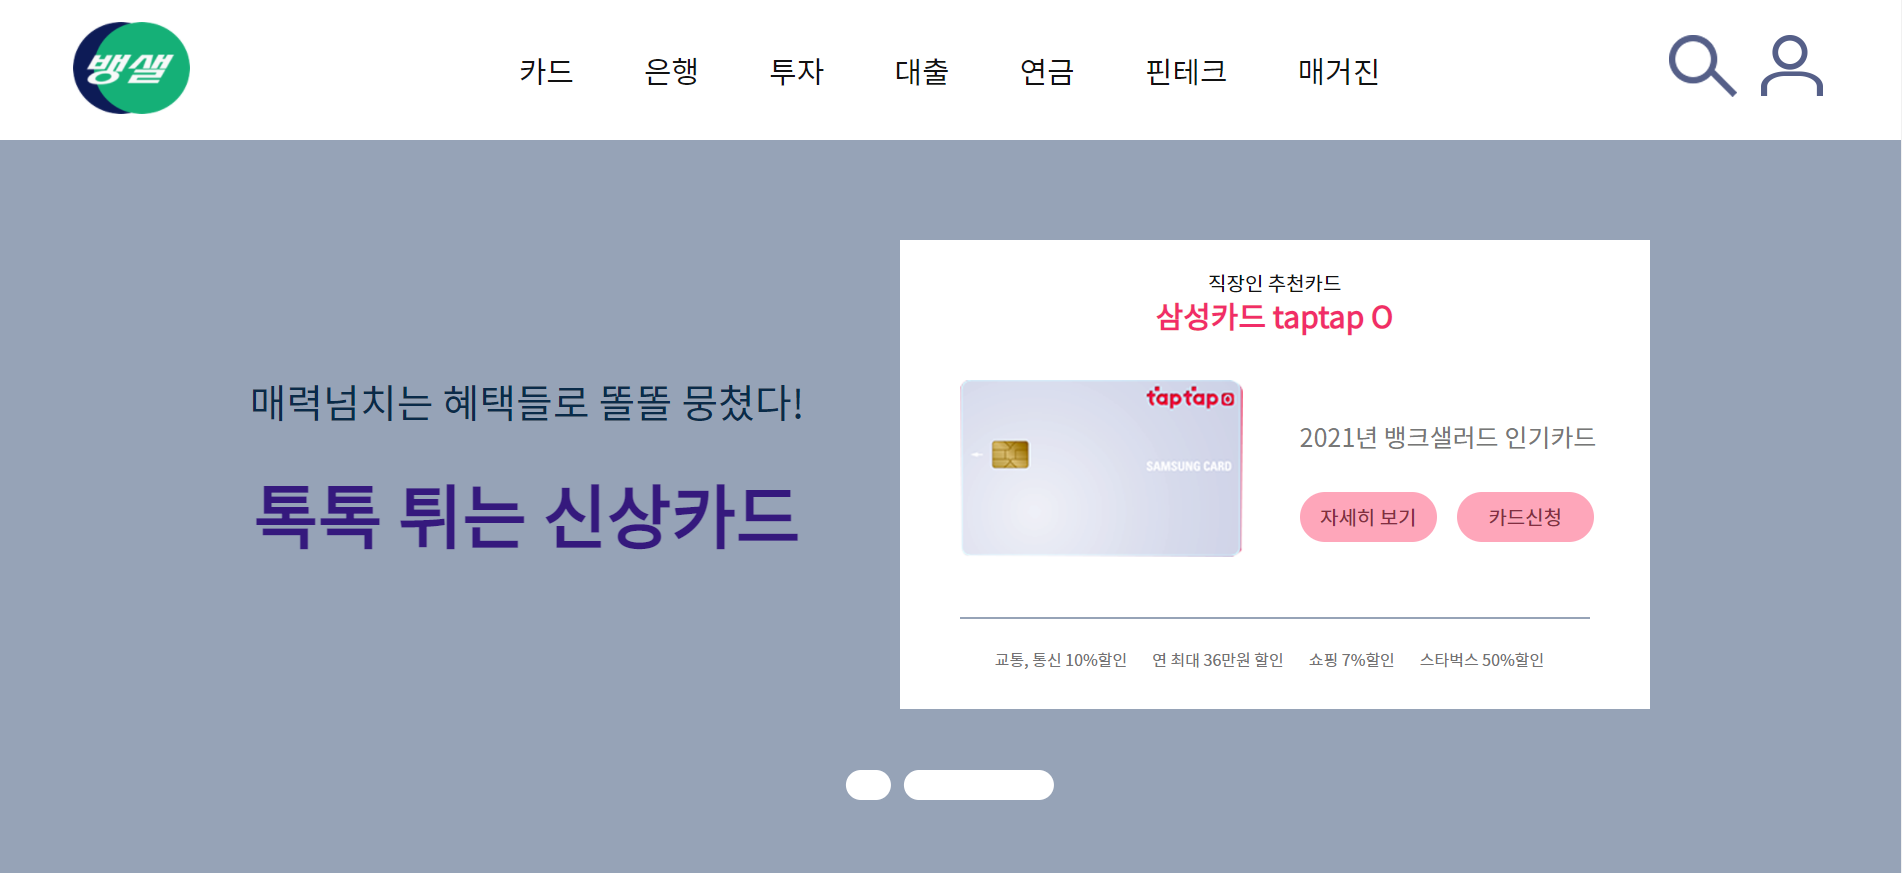 뱅샐
카드 은행 투자 대출 연금 핀테크 매거진
매력넘치는 혜택들로 똘똘 뭉쳤다!
톡톡 튀는 신상카드
직장인 추천카드
삼성카드 taptap O
taptap O
SAMSUNG CARD
2021년 뱅크샐러드 인기카드
자세히 보기 카드신청
교통, 통신 10%할인 연 최대 36만원 할인 쇼핑 7%할인 스타벅스 50%할인